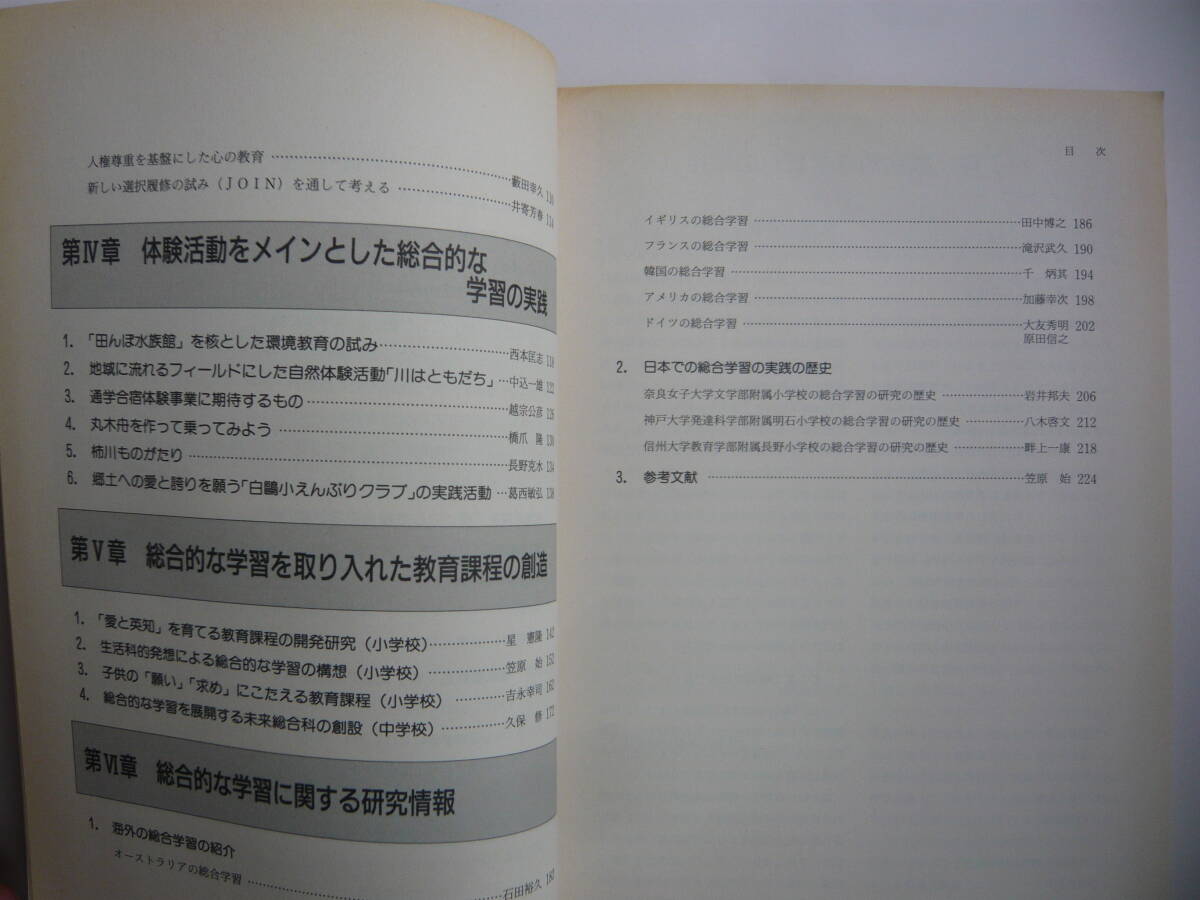 人権尊重を基盤にした心の教育 …… 藪田幸久 110
新しい選択履修の試み(JOIN)を通して考える …… 井寄芳春 114
第Ⅳ章 体験活動をメインとした総合的な
学習の実践
1. 「田んぼ水族館」を核とした環境教育の試み …… 西本匡志 118
2. 地域に流れるフィールドにした自然体験活動「川はともだち」 … 中込一雄 122
3. 通学合宿体験事業に期待するもの …… 越宗公彦 126
4. 丸木舟を作って乗ってみよう …… 橋爪 隆 130
5. 柿川ものがたり …… 長野克水 134
6. 郷土への愛と誇りを願う「白鷗小えんぶりクラブ」の実践活動 … 葛西敏弘 138
第Ⅴ章 総合的な学習を取り入れた教育課程の創造
1. 「愛と英知」を育てる教育課程の開発研究(小学校) …… 星 憲隆 142
2. 生活科的発想による総合的な学習の構想(小学校) …… 笠原 始 152
3. 子供の「願い」「求め」にこたえる教育課程(小学校) …… 吉永幸司 162
4. 総合的な学習を展開する未来総合科の創設(中学校) …… 久保 修 172
第Ⅵ章 総合的な学習に関する研究情報
1. 海外の総合学習の紹介
オーストラリアの総合学習 …… 石田裕久 182
目 次
イギリスの総合学習 …… 田中博之 186
フランスの総合学習 …… 滝沢武久 190
韓国の総合学習 …… 千 炳其 194
アメリカの総合学習 …… 加藤幸次 198
ドイツの総合学習 …… 大友秀明 202
原田信之
2. 日本での総合学習の実践の歴史
奈良女子大学文学部附属小学校の総合学習の研究の歴史 …… 岩井邦夫 206
神戸大学発達科学部附属明石小学校の総合学習の研究の歴史 …… 八木啓文 212
信州大学教育学部附属長野小学校の総合学習の研究の歴史 …… 畔上一康 218
3. 参考文献 …… 笠原 始 224